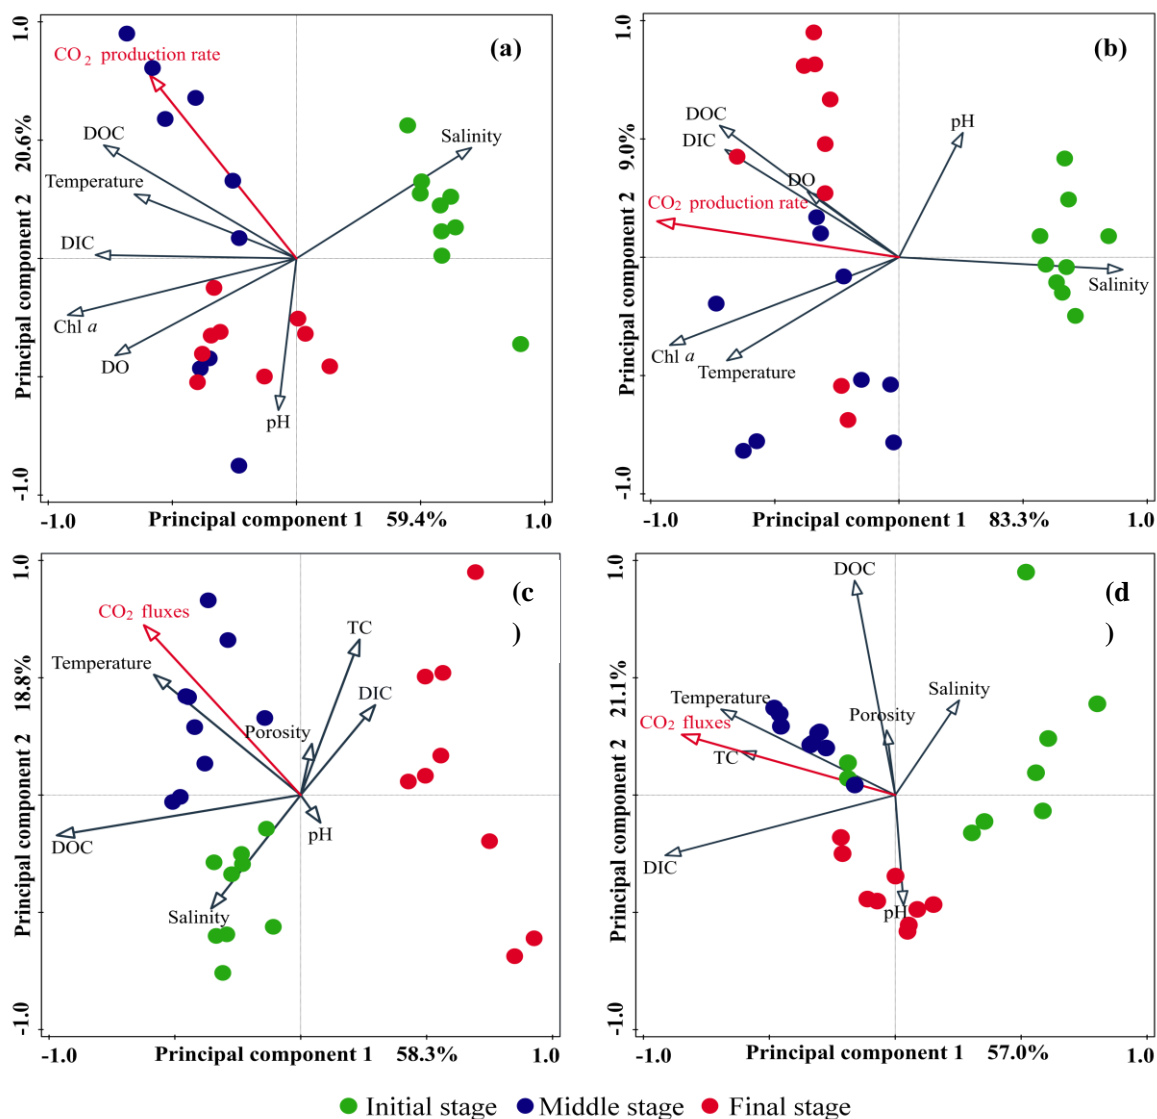 1.0
(a)
CO2 production rate
DOC
Salinity
20.6%
Temperature
DIC
Principal component 2
Chl a
DO
pH
-1.0
-1.0
Principal component 1
59.4%
1.0
1.0
(b)
DOC
pH
DIC
9.0%
DO
CO2 production rate
Principal component 2
Salinity
Chl a
Temperature
-1.0
-1.0
Principal component 1
83.3%
1.0
1.0
(c
)
CO2 fluxes
TC
Temperature
18.8%
DIC
Porosity
Principal component 2
pH
DOC
Salinity
-1.0
-1.0
Principal component 1
58.3%
1.0
1.0
DOC
(d
)
21.1%
Temperature
Salinity
CO2 fluxes
Porosity
TC
Principal component 2
DIC
pH
-1.0
-1.0
Principal component 1
57.0%
1.0
Initial stage
Middle stage
Final stage